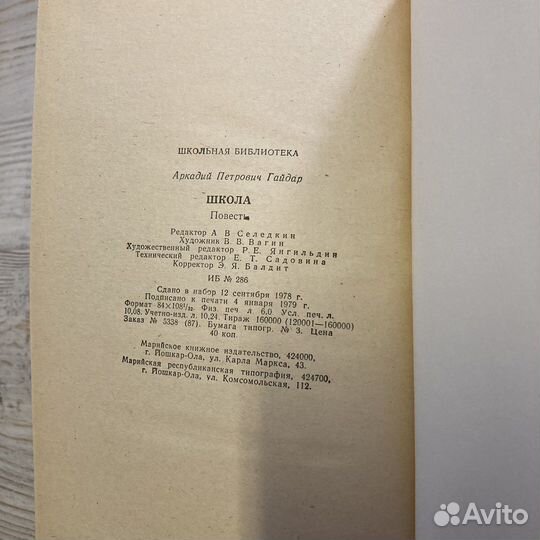 ШКОЛЬНАЯ БИБЛИОТЕКА
Аркадий Петрович Гайдар
ШКОЛА
Повесть
Редактор А. В Селедкин
Художник В. В. Вагин
Художественный редактор Р. Е. Янгильдин
Технический редактор Е. Т. Садовина
Корректор Э. Я. Балдит
ИБ № 286
Сдано в набор 12 сентября 1978 г.
Подписано к печати 4 января 1979 г.
Формат 84×108¹/₃₂ Физ. печ л 6,0 Усл. печ. л.
10,08. Учетно-изд. л. 10,24. Тираж 160000 (120001—160000)
Заказ № 5338 (87). Бумага типогр. № 3. Цена
40 коп.
Марийское книжное издательство, 424000,
г. Йошкар-Ола, ул. Карла Маркса, 43.
Марийская республиканская типография, 424700,
г. Йошкар-Ола, ул. Комсомольская, 112.
Avito